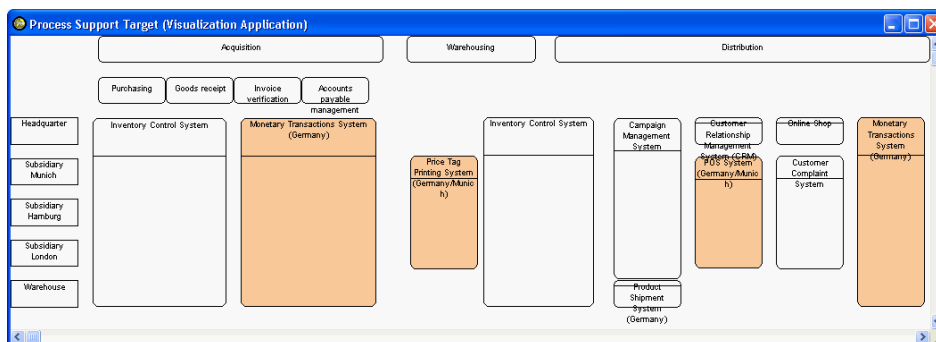 Process Support Target (Visualization Application)
Acquisition
Warehousing
Distribution
Purchasing
Goods receipt
Invoice
verification
Accounts
payable
management
Headquarter
Inventory Control System
Monetary Transactions System
(Germany)
Inventory Control System
Campaign
Management
System
Customer
Relationship
Management
System (CRM)
Online Shop
Monetary
Transactions
System
(Germany)
Subsidiary
Munich
Price Tag
Printing System
(Germany/Munic
h)
POS System
(Germany/Munic
h)
Customer
Complaint
System
Subsidiary
Hamburg
Subsidiary
London
Warehouse
Product
Shipment
System
(Germany)